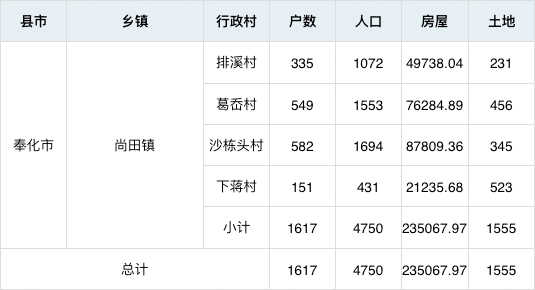 县市 乡镇 行政村 户数 人口 房屋 土地
排溪村 335 1072 49738.04 231
葛岙村 549 1553 76284.89 456
奉化市 尚田镇 沙栋头村 582 1694 87809.36 345
下蒋村 151 431 21235.68 523
小计 1617 4750 235067.97 1555
总计 1617 4750 235067.97 1555